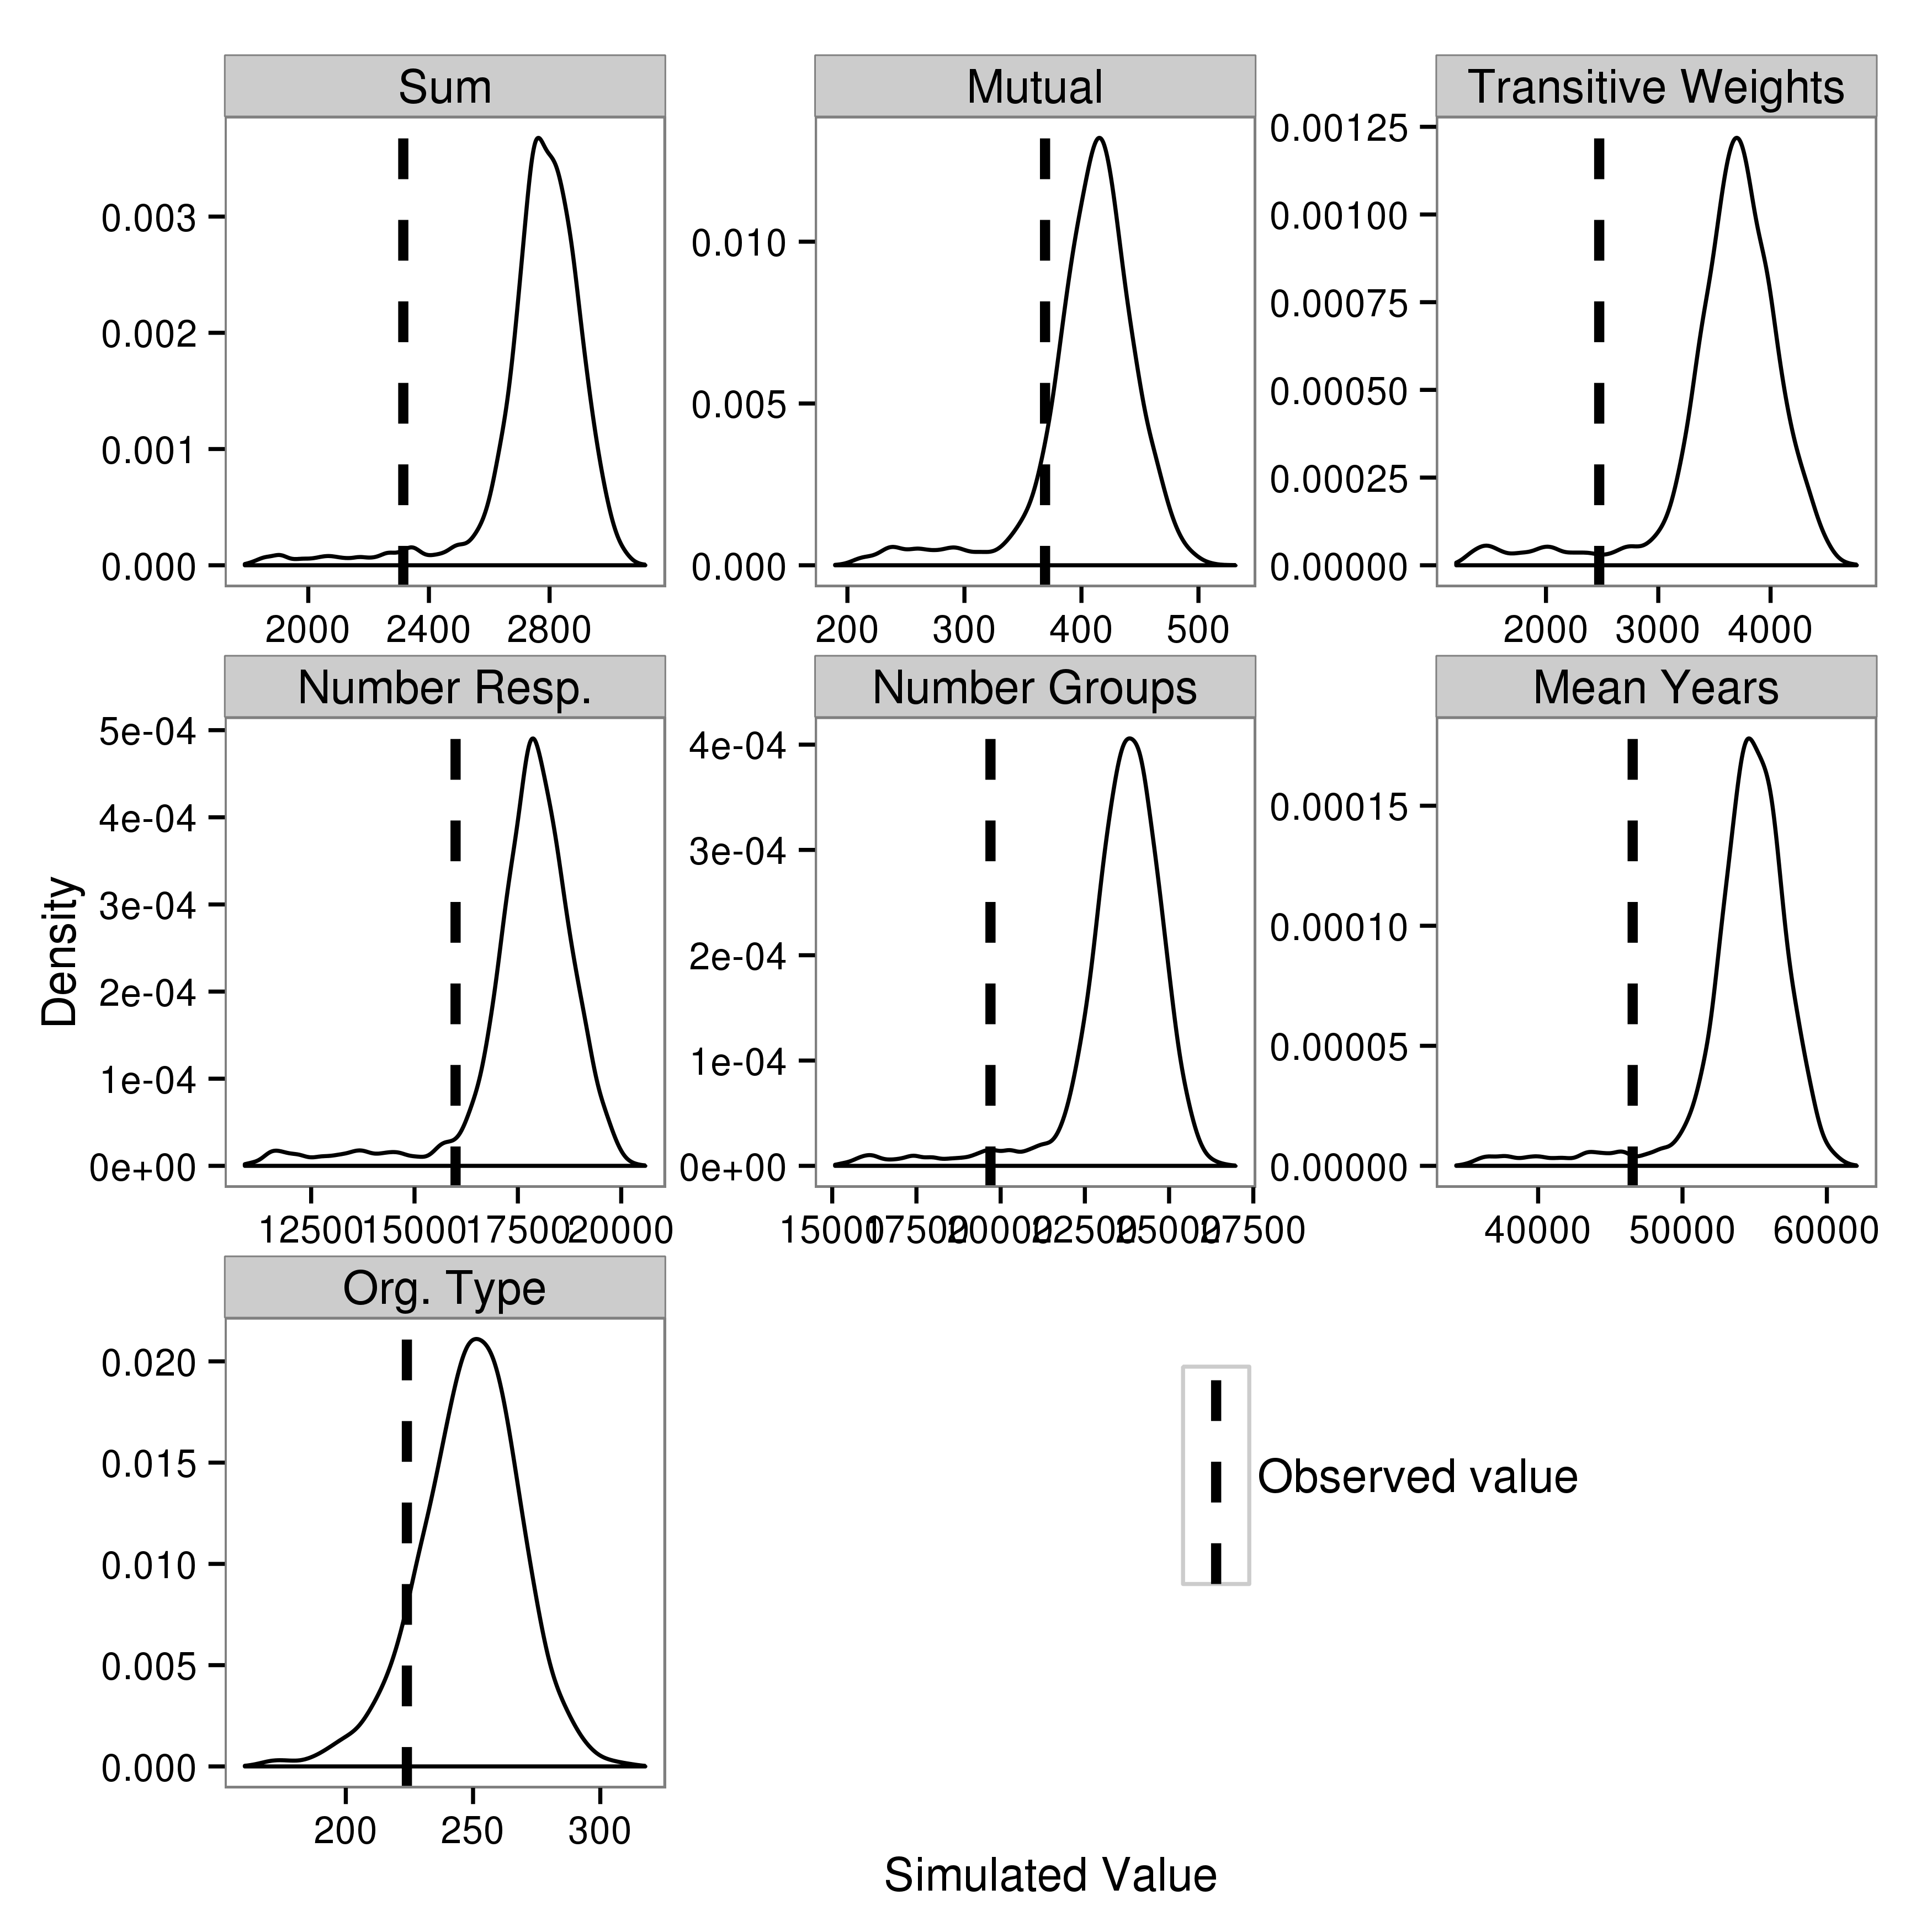 Sum
Mutual
Transitive Weights
0.003
0.002
0.001
0.000
2000 2400 2800
0.010
0.005
0.000
200 300 400 500
0.00125
0.00100
0.00075
0.00050
0.00025
0.00000
2000 3000 4000
Number Resp.
Number Groups
Mean Years
Density
5e-04
4e-04
3e-04
2e-04
1e-04
0e+00
12500 15000 17500 20000
4e-04
3e-04
2e-04
1e-04
0e+00
15000 17500 20000 22500 25000 27500
0.00015
0.00010
0.00005
0.00000
40000 50000 60000
Org. Type
0.020
0.015
0.010
0.005
0.000
200 250 300
Observed value
Simulated Value